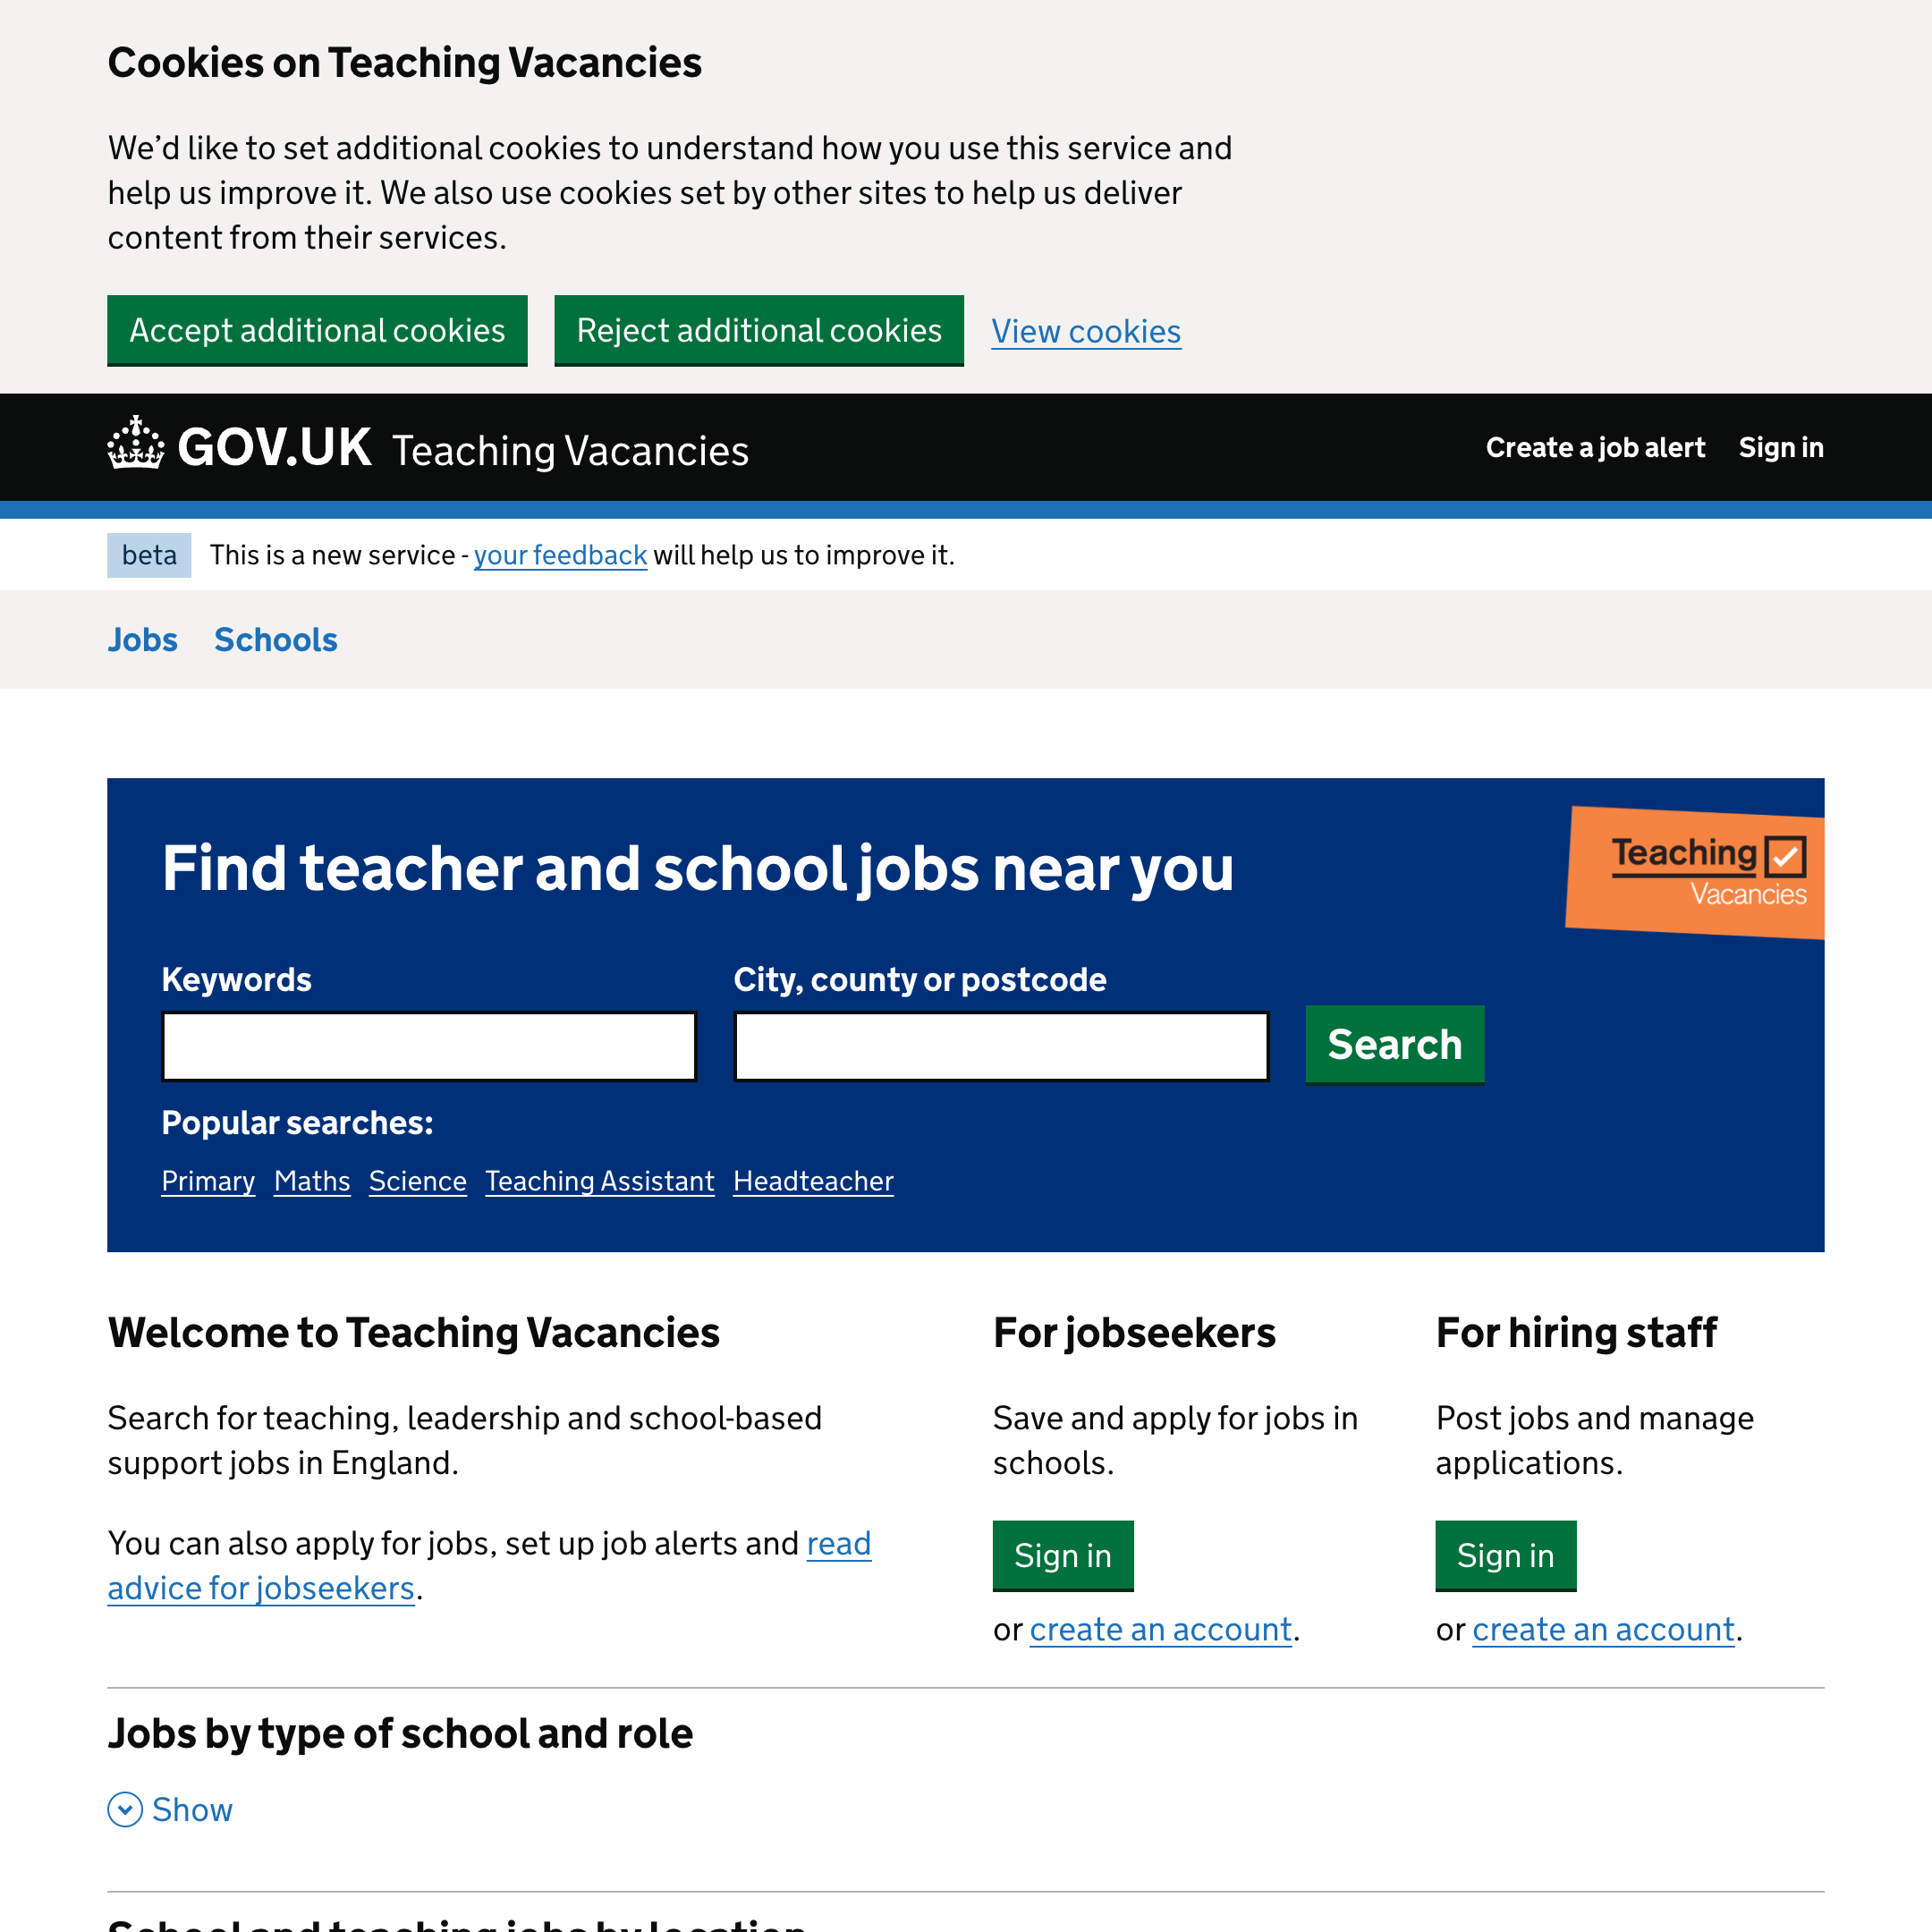 Cookies on Teaching Vacancies
We’d like to set additional cookies to understand how you use this service and
help us improve it. We also use cookies set by other sites to help us deliver
content from their services.
Accept additional cookies
Reject additional cookies
View cookies
GOV.UK Teaching Vacancies
Create a job alert
Sign in
beta
This is a new service - your feedback will help us to improve it.
Jobs
Schools
Find teacher and school jobs near you
Teaching
Vacancies
Keywords
City, county or postcode
Search
Popular searches:
Primary Maths Science Teaching Assistant Headteacher
Welcome to Teaching Vacancies
Search for teaching, leadership and school-based
support jobs in England.
You can also apply for jobs, set up job alerts and read
advice for jobseekers.
For jobseekers
Save and apply for jobs in
schools.
Sign in
or create an account.
For hiring staff
Post jobs and manage
applications.
Sign in
or create an account.
Jobs by type of school and role
Show
School and teaching jobs by location